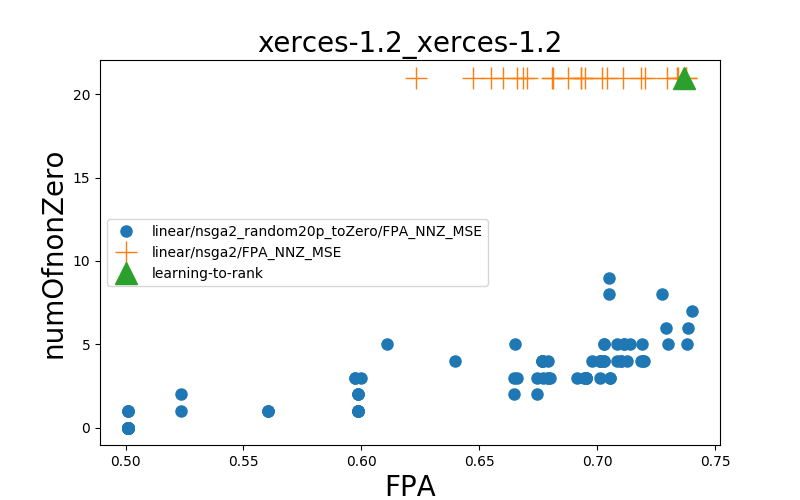 xerces-1.2_xerces-1.2
numOfnonZero
20
15
10
5
0
linear/nsga2_random20p_toZero/FPA_NNZ_MSE
linear/nsga2/FPA_NNZ_MSE
learning-to-rank
0.50 0.55 0.60 0.65 0.70 0.75
FPA